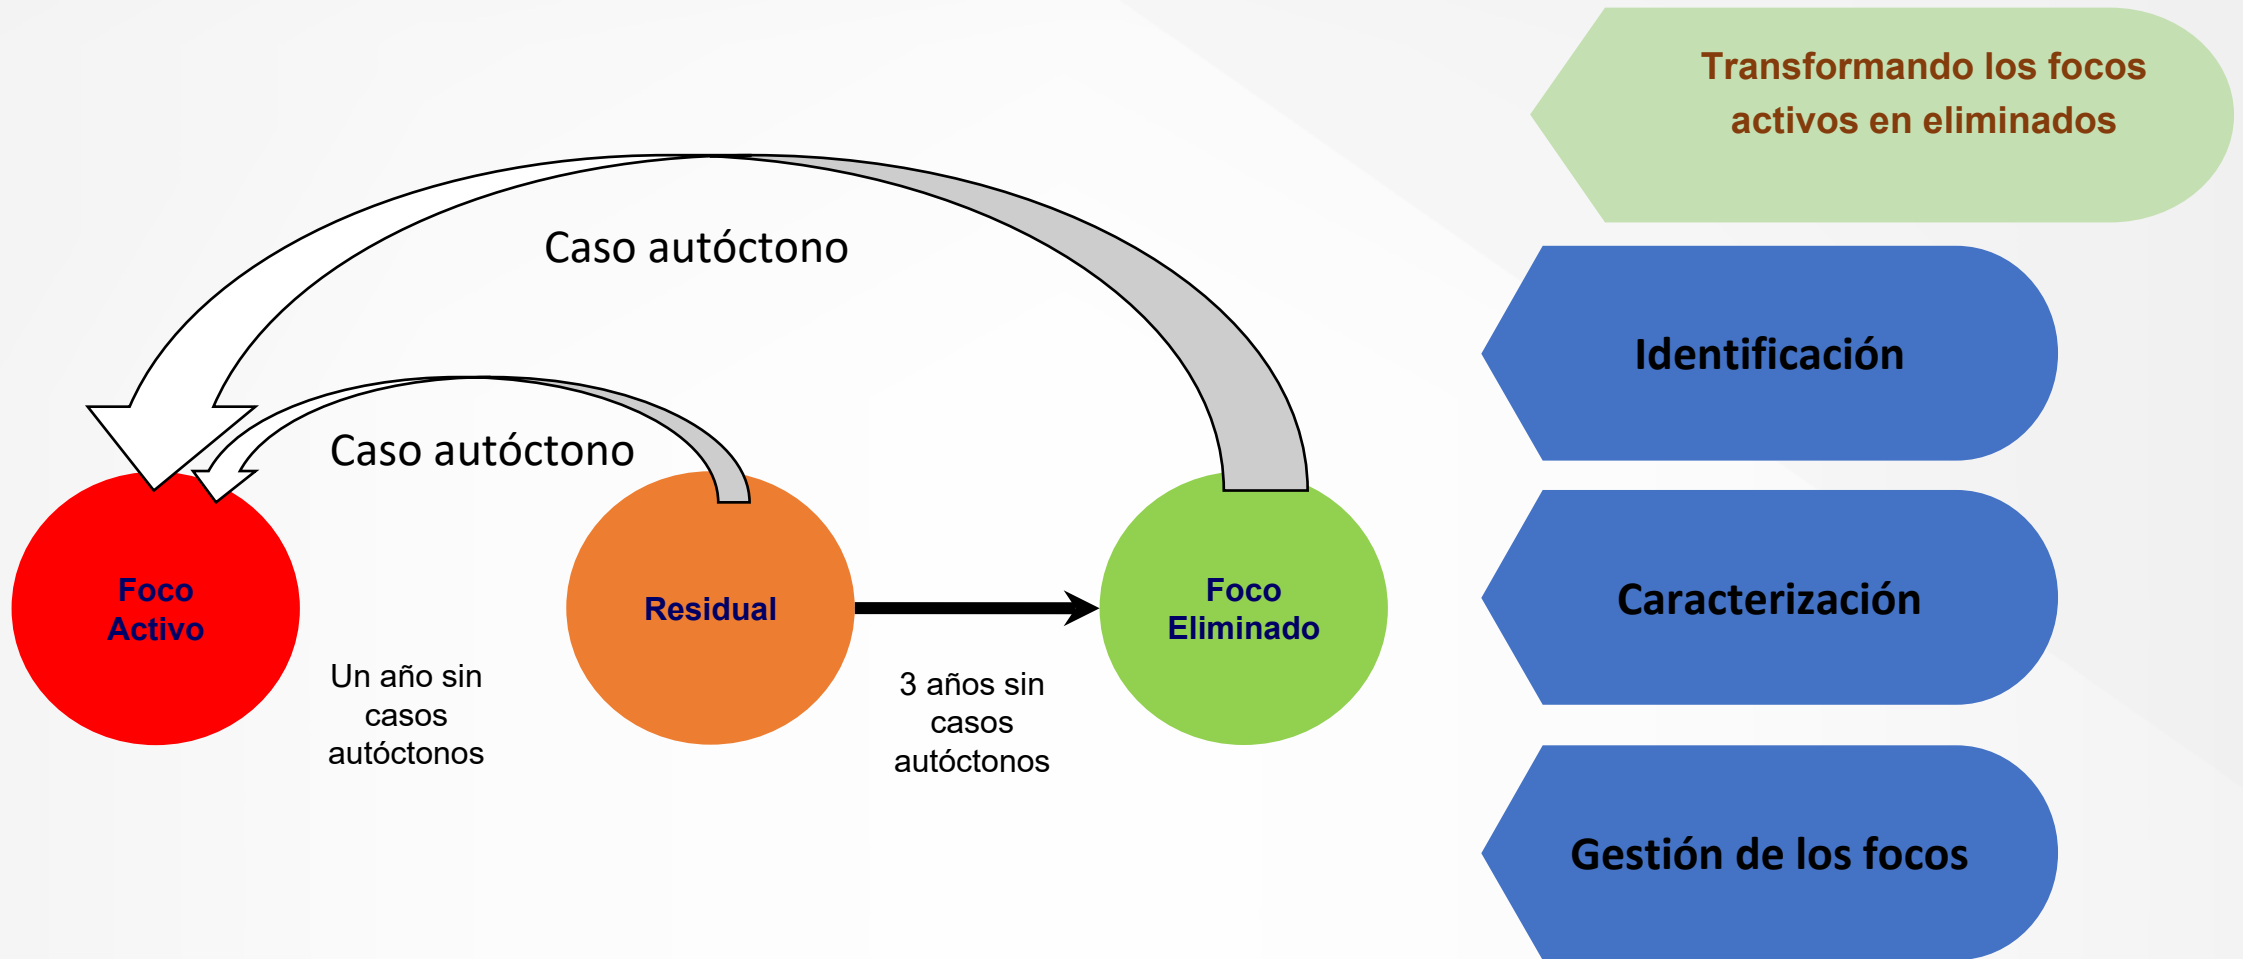 Transformando los focos
activos en eliminados
Caso autóctono
Caso autóctono
Foco
Activo
Residual
Foco
Eliminado
Un año sin
casos
autóctonos
3 años sin
casos
autóctonos
Identificación
Caracterización
Gestión de los focos